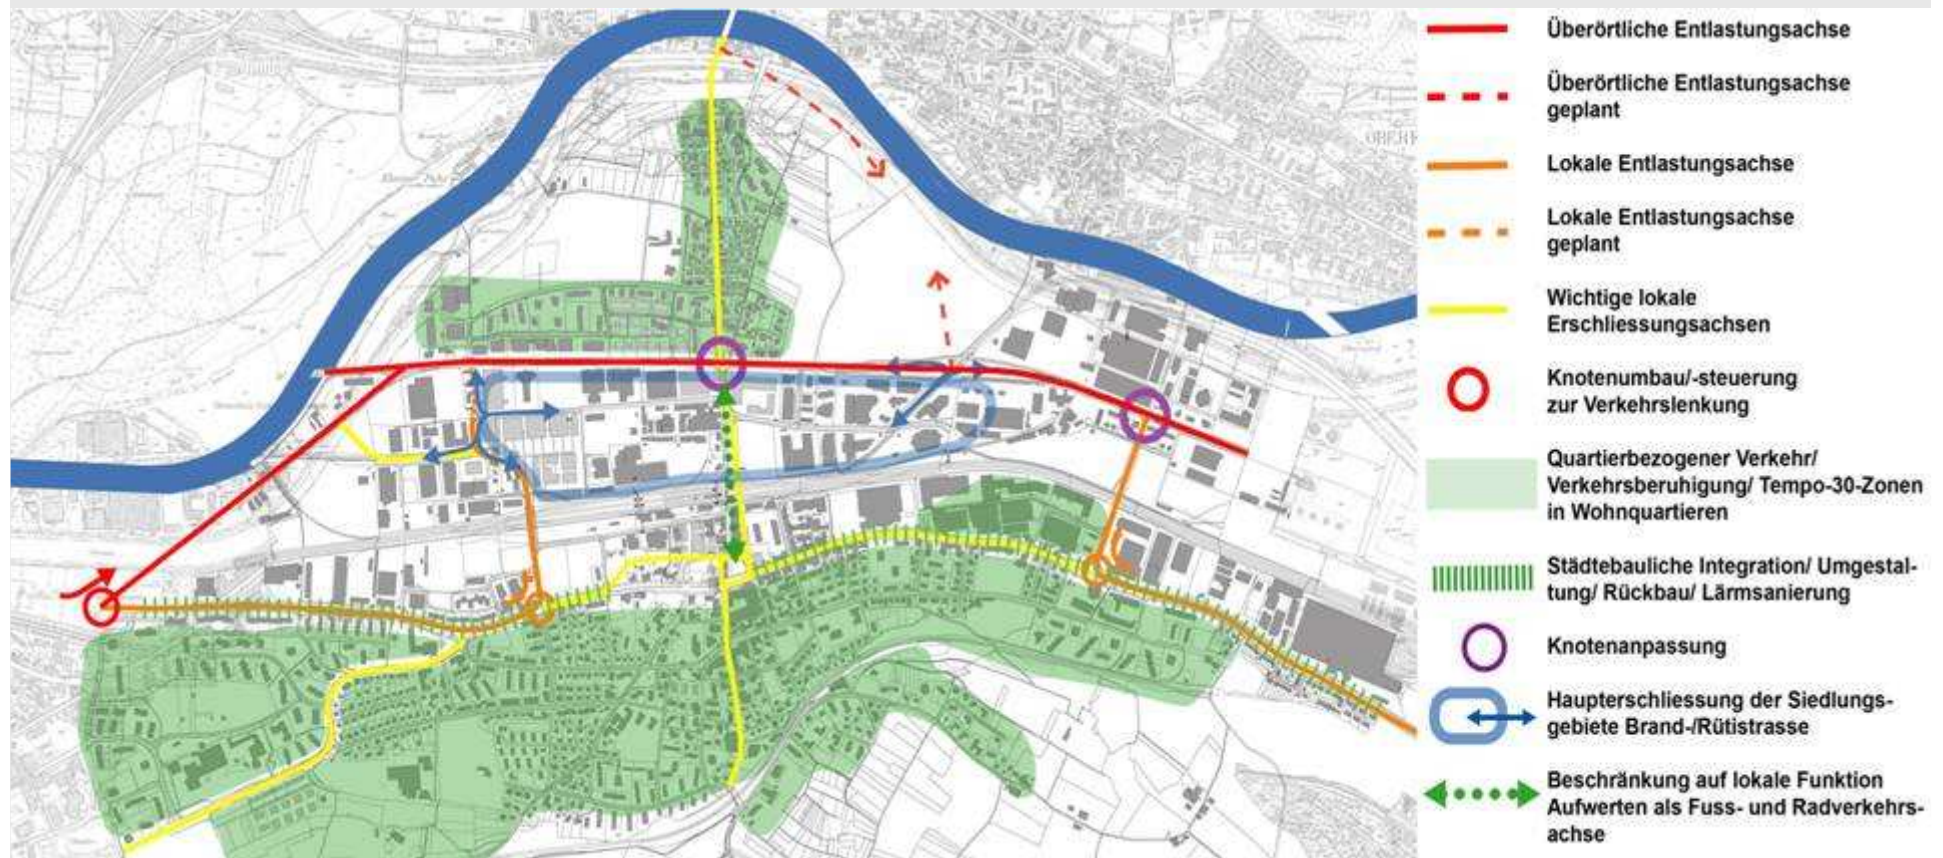 Überörtliche Entlastungsachse
Überörtliche Entlastungsachse
geplant
Lokale Entlastungsachse
Lokale Entlastungsachse
geplant
Wichtige lokale
Erschliessungsachsen
Knotenumbau/-steuerung
zur Verkehrslenkung
Quartierbezogener Verkehr/
Verkehrsberuhigung/ Tempo-30-Zonen
in Wohnquartieren
Städtebauliche Integration/ Umgestal-
tung/ Rückbau/ Lärmsanierung
Knotenanpassung
Haupterschliessung der Siedlungs-
gebiete Brand-/Rütistrasse
Beschränkung auf lokale Funktion
Aufwerten als Fuss- und Radverkehrs-
achse